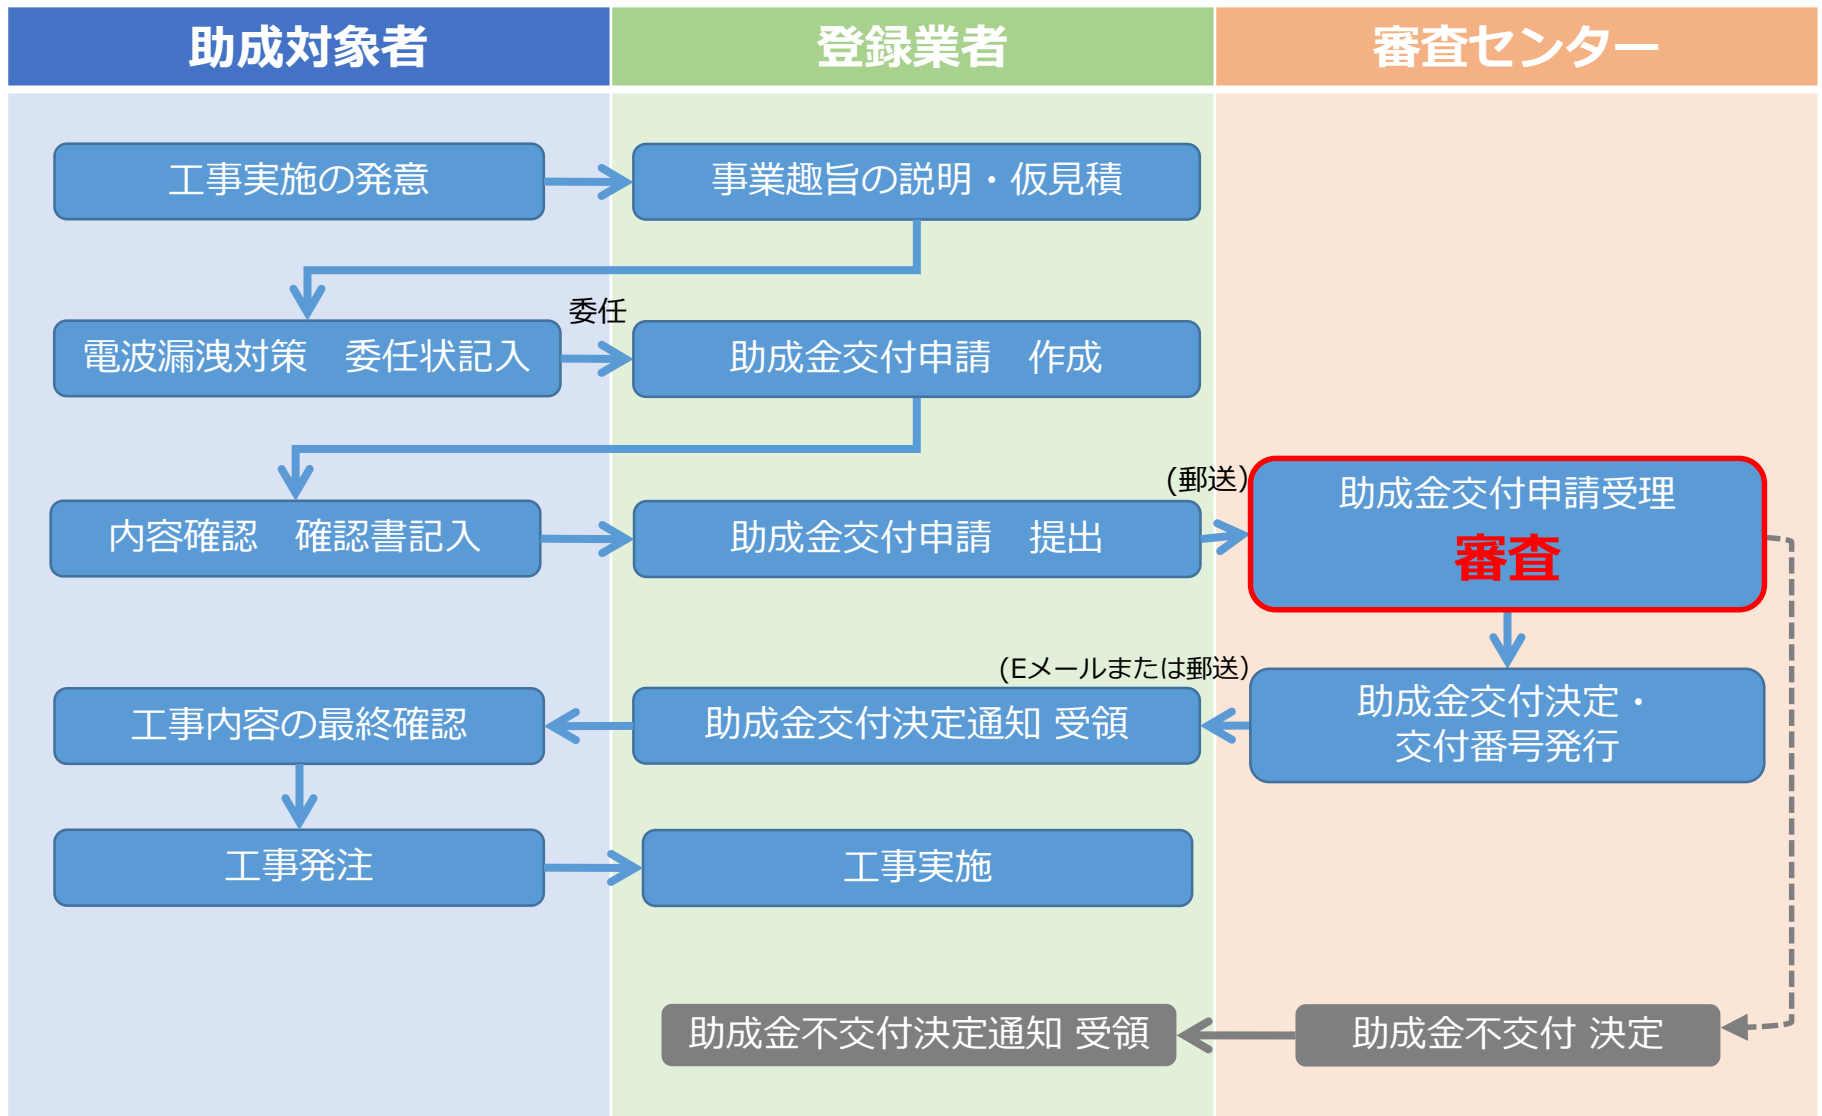 助成対象者
登録業者
審査センター
工事実施の発意
事業趣旨の説明・仮見積
電波漏洩対策　委任状記入
委任
助成金交付申請　作成
内容確認　確認書記入
助成金交付申請　提出
(郵送)
助成金交付申請受理
審査
工事内容の最終確認
助成金交付決定通知 受領
(Eメールまたは郵送)
助成金交付決定・
交付番号発行
工事発注
工事実施
助成金不交付決定通知 受領
助成金不交付 決定